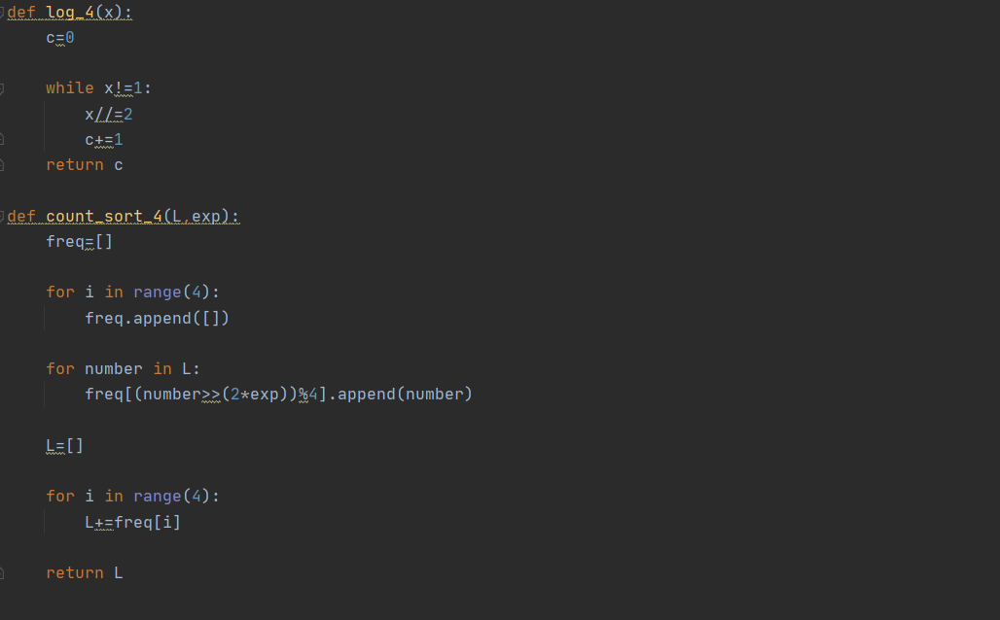 def log_4(x):
    c=0
    while x!=1:
        x//=2
        c+=1
    return c
def count_sort_4(L,exp):
    freq=[]
    for i in range(4):
        freq.append([])
    for number in L:
        freq[(number>>(2*exp))%4].append(number)
    L=[]
    for i in range(4):
        L+=freq[i]
    return L